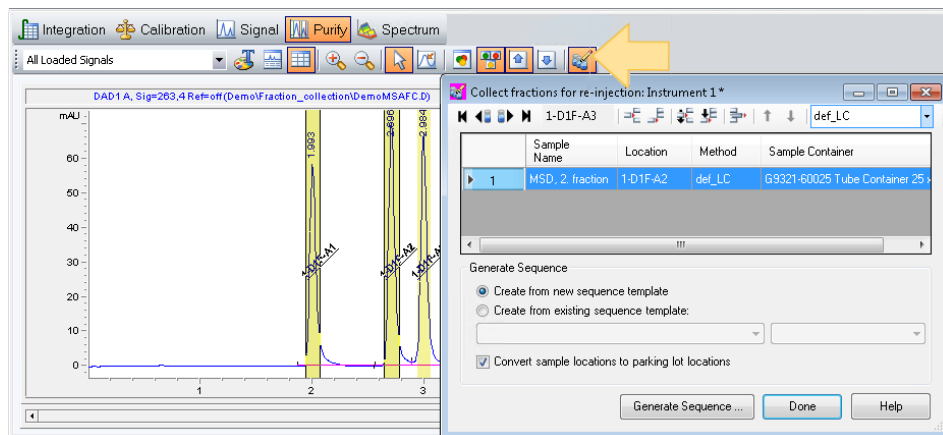 Integration Calibration Signal Purify Spectrum
All Loaded Signals
DAD1 A, Sig=263,4 Ref=off (Demo\Fraction_collection\DemoMSAFC.D)
mAU
60
50
40
30
20
10
0
1.993
2.696
2.984
1-D1F-A1
1-D1F-A2
1 2 3
Collect fractions for re-injection: Instrument 1 *
1-D1F-A3 def_LC
Sample Name Location Method Sample Container
1 MSD, 2. fraction 1-D1F-A2 def_LC G9321-60025 Tube Container 25
Generate Sequence
Create from new sequence template
Create from existing sequence template:
Convert sample locations to parking lot locations
Generate Sequence ... Done Help